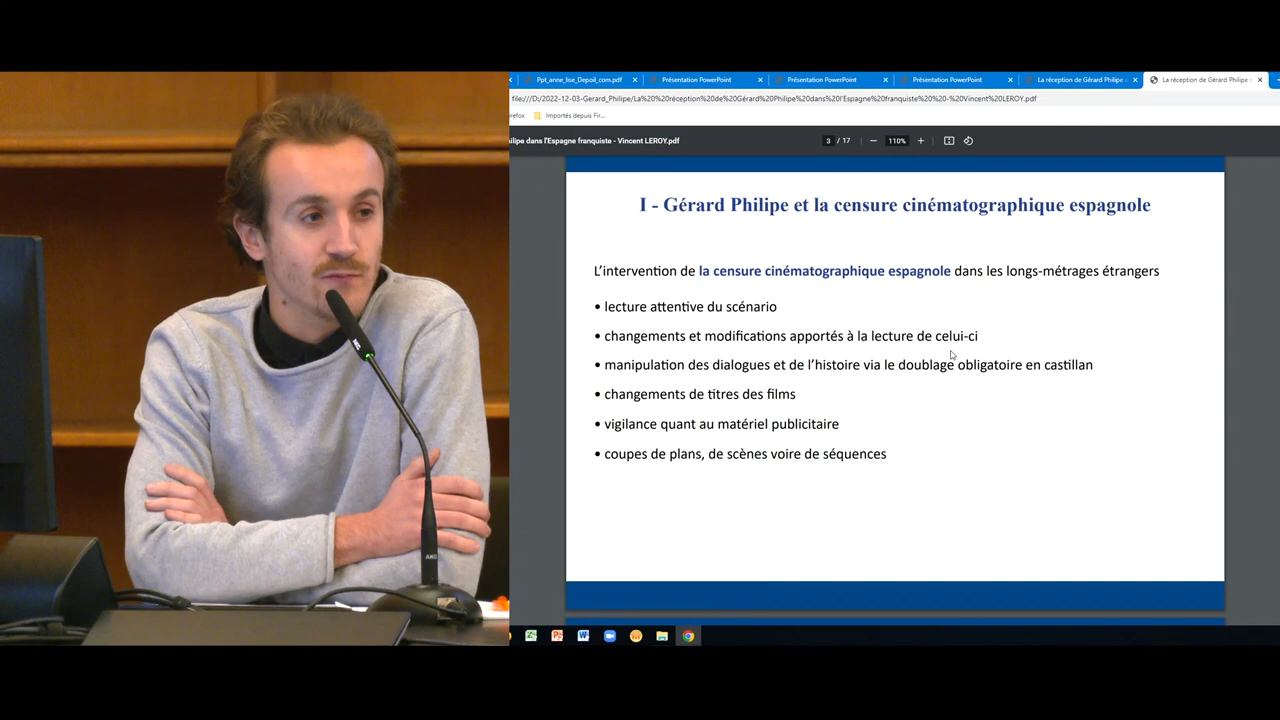 Ppt_anne_lise_Depoil_com.pdf
Présentation PowerPoint
Présentation PowerPoint
Présentation PowerPoint
La réception de Gérard Philipe
La réception de Gérard Philipe
file:///D:/2022-12-03-Gerard_Philipe/La%20%20réception%20de%20Gérard%20Philipe%20dans%20l'Espagne%20franquiste%20%20-%20Vincent%20LEROY.pdf
Importés depuis Fir...
dans l'Espagne franquiste - Vincent LEROY.pdf
3 / 17
110%
I - Gérard Philipe et la censure cinématographique espagnole
L’intervention de la censure cinématographique espagnole dans les longs-métrages étrangers
• lecture attentive du scénario
• changements et modifications apportés à la lecture de celui-ci
• manipulation des dialogues et de l’histoire via le doublage obligatoire en castillan
• changements de titres des films
• vigilance quant au matériel publicitaire
• coupes de plans, de scènes voire de séquences
AKG
AKG